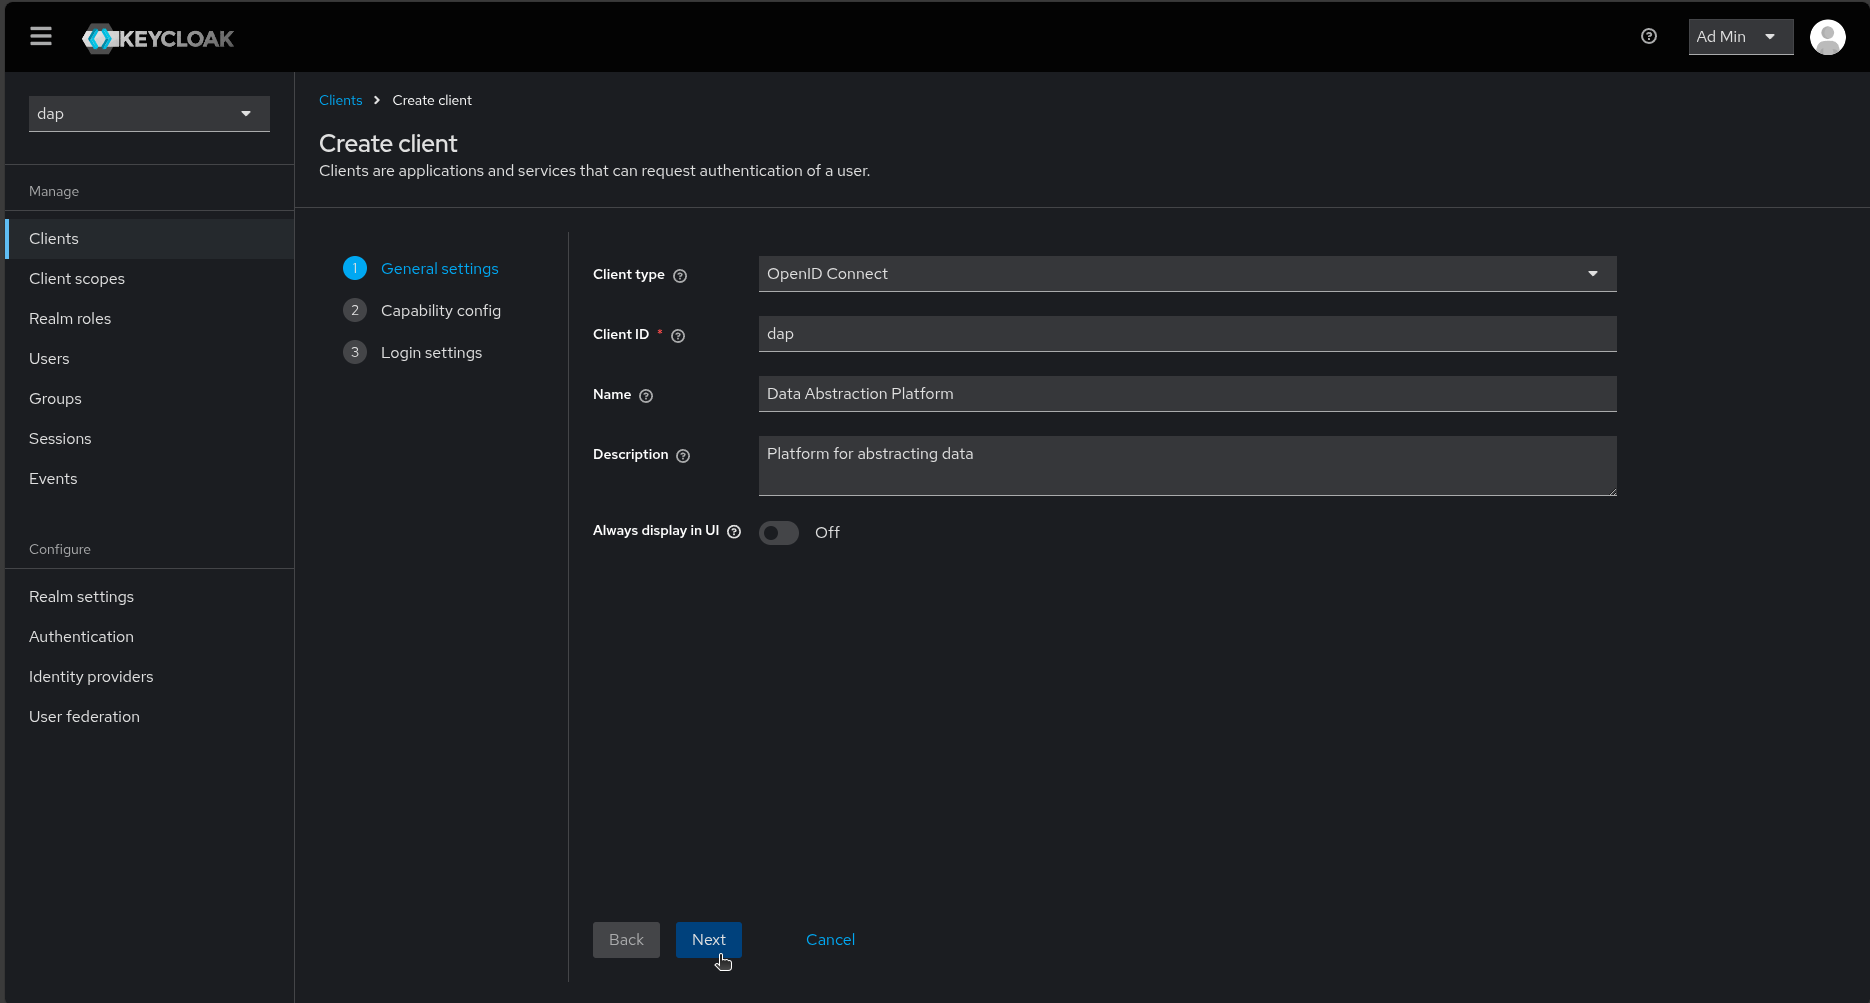 KEYCLOAK
Ad Min
dap
Manage
Clients
Client scopes
Realm roles
Users
Groups
Sessions
Events
Configure
Realm settings
Authentication
Identity providers
User federation
Clients > Create client
Create client
Clients are applications and services that can request authentication of a user.
1 General settings
2 Capability config
3 Login settings
Client type OpenID Connect
Client ID * dap
Name Data Abstraction Platform
Description Platform for abstracting data
Always display in UI Off
Back Next Cancel